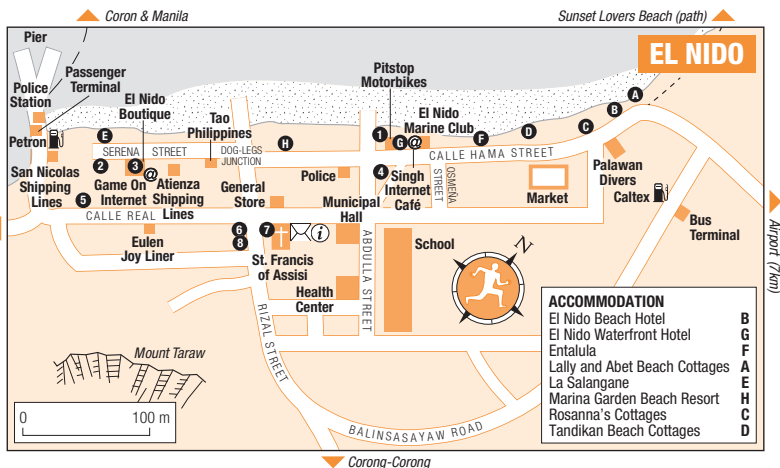 Coron & Manila
Sunset Lovers Beach (path)
EL NIDO
Pier
Passenger
Terminal
Police
Station
El Nido
Boutique
Tao
Philippines
Pitstop
Motorbikes
El Nido
Marine Club
A
B
C
D
F
G
1
H
E
Petron
SERENA STREET
DOG-LEGS
JUNCTION
CALLE HAMA STREET
2
3
@
@
4
San Nicolas
Shipping
Lines
Game On
Internet
Atienza
Shipping
Lines
Police
Singh
Internet
Café
OSMEÑA
STREET
Market
Palawan
Divers
Caltex
5
General
Store
Municipal
Hall
CALLE REAL
Bus
Terminal
Airport (7km)
Eulen
Joy Liner
6
7
8
i
St. Francis
of Assisi
ABDULLA STREET
School
N
Health
Center
RIZAL STREET
Mount Taraw
0 100 m
BALINSASAYAW ROAD
Corong-Corong
ACCOMMODATION
El Nido Beach Hotel B
El Nido Waterfront Hotel G
Entalula F
Lally and Abet Beach Cottages A
La Salangane E
Marina Garden Beach Resort H
Rosanna's Cottages C
Tandikan Beach Cottages D